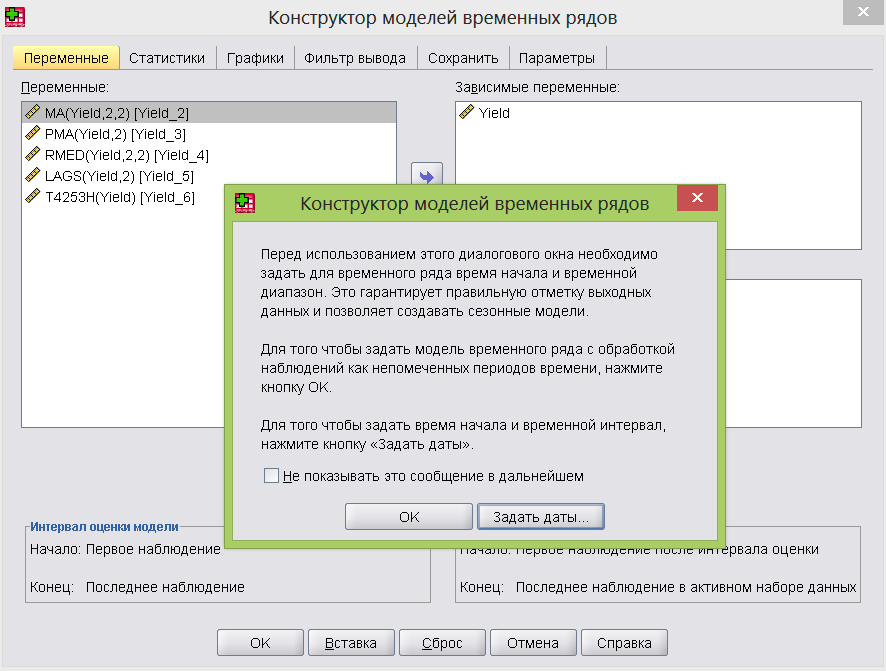 Конструктор моделей временных рядов
Переменные Статистики Графики Фильтр вывода Сохранить Параметры
Переменные:
Зависимые переменные:
MA(Yield,2,2) [Yield_2]
PMA(Yield,2) [Yield_3]
RMED(Yield,2,2) [Yield_4]
LAGS(Yield,2) [Yield_5]
T4253H(Yield) [Yield_6]
Yield
Конструктор моделей временных рядов
Перед использованием этого диалогового окна необходимо
задать для временного ряда время начала и временной
диапазон. Это гарантирует правильную отметку выходных
данных и позволяет создавать сезонные модели.
Для того чтобы задать модель временного ряда с обработкой
наблюдений как непомеченных периодов времени, нажмите
кнопку OK.
Для того чтобы задать время начала и временной интервал,
нажмите кнопку «Задать даты».
Не показывать это сообщение в дальнейшем
OK Задать даты...
Интервал оценки модели
Начало: Первое наблюдение
Конец: Последнее наблюдение
Начало: Первое наблюдение после интервала оценки
Конец: Последнее наблюдение в активном наборе данных
OK Вставка Сброс Отмена Справка